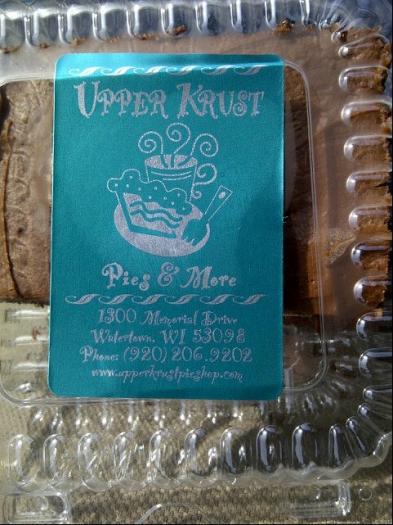 UPPER KRUST
Pies & More
1300 Memorial Drive
Watertown, WI 53098
Phone: (920) 206.9202
www.upperkrustpieshop.com